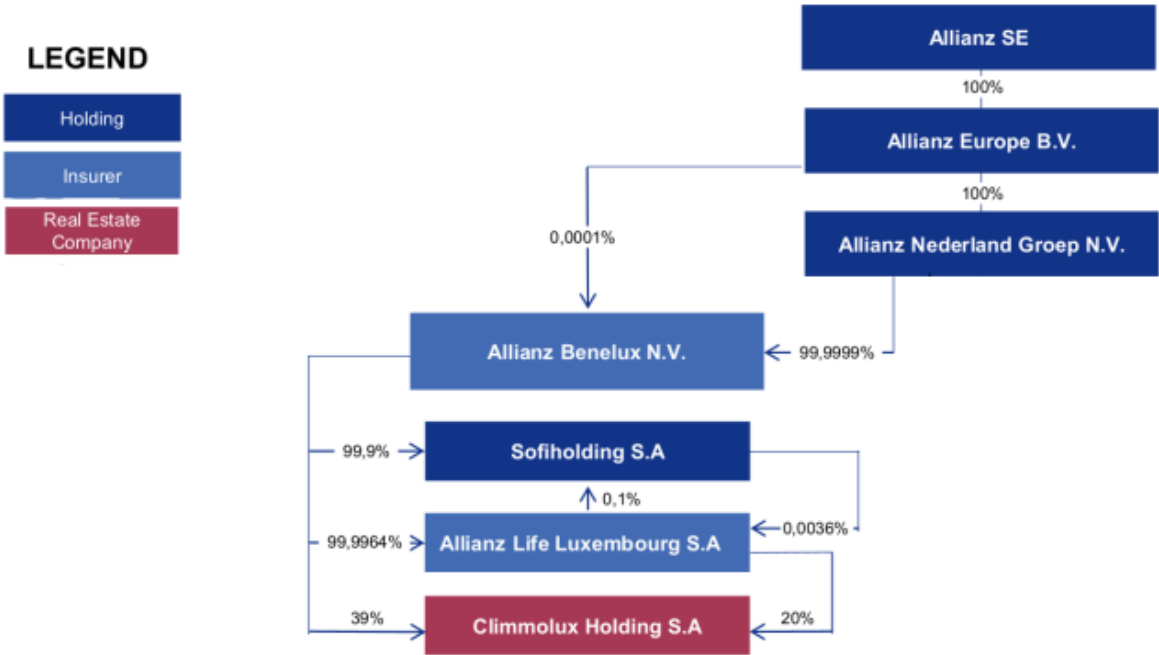 LEGEND
Holding
Insurer
Real Estate
Company
Allianz SE
100%
Allianz Europe B.V.
100%
Allianz Nederland Groep N.V.
0,0001%
Allianz Benelux N.V.
99,9999%
99,9%
Sofiholding S.A
0,1%
0,0036%
99,9964%
Allianz Life Luxembourg S.A
39%
Climmolux Holding S.A
20%